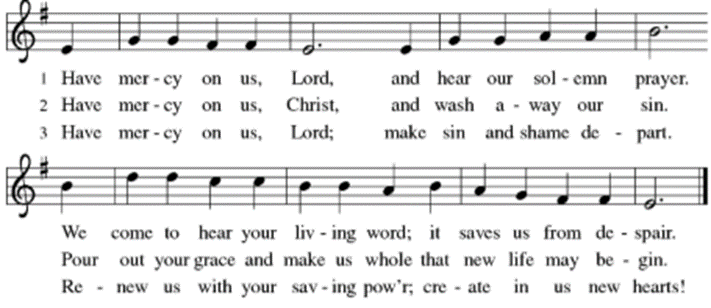 1 Have mer - cy on us, Lord, and hear our sol - emn prayer.
2 Have mer - cy on us, Christ, and wash a - way our sin.
3 Have mer - cy on us, Lord; make sin and shame de - part.
We come to hear your liv - ing word; it saves us from de - spair.
Pour out your grace and make us whole that new life may be - gin.
Re - new us with your sav - ing pow'r; cre - ate in us new hearts!